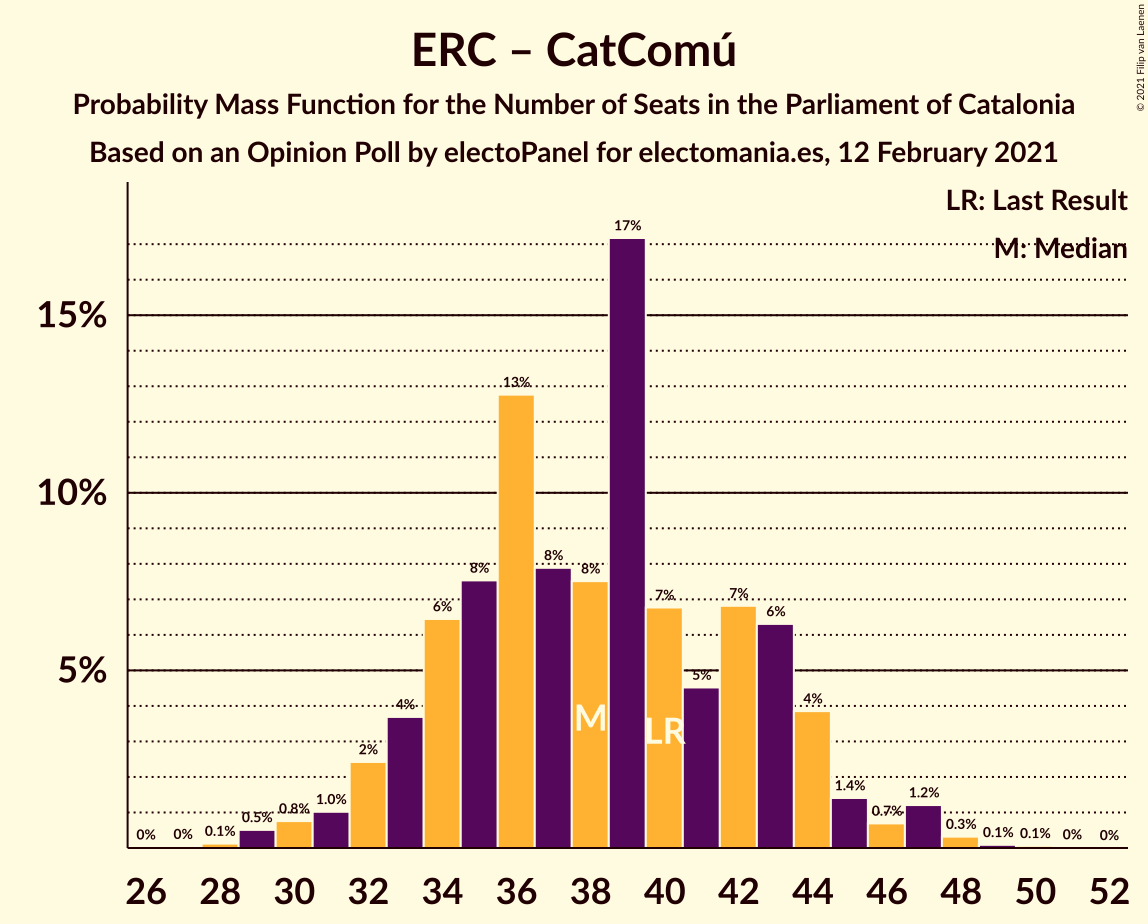 ERC – CatComú
Probability Mass Function for the Number of Seats in the Parliament of Catalonia
Based on an Opinion Poll by electoPanel for electomania.es, 12 February 2021
© 2021 Filip van Laenen
LR: Last Result
M: Median
15%
10%
5%
0% 0% 0.1% 0.5% 0.8% 1.0% 2% 4% 6% 8% 13% 8% 8% 17% 7% 5% 7% 6% 4% 1.4% 0.7% 1.2% 0.3% 0.1% 0.1% 0% 0%
M LR
26 28 30 32 34 36 38 40 42 44 46 48 50 52